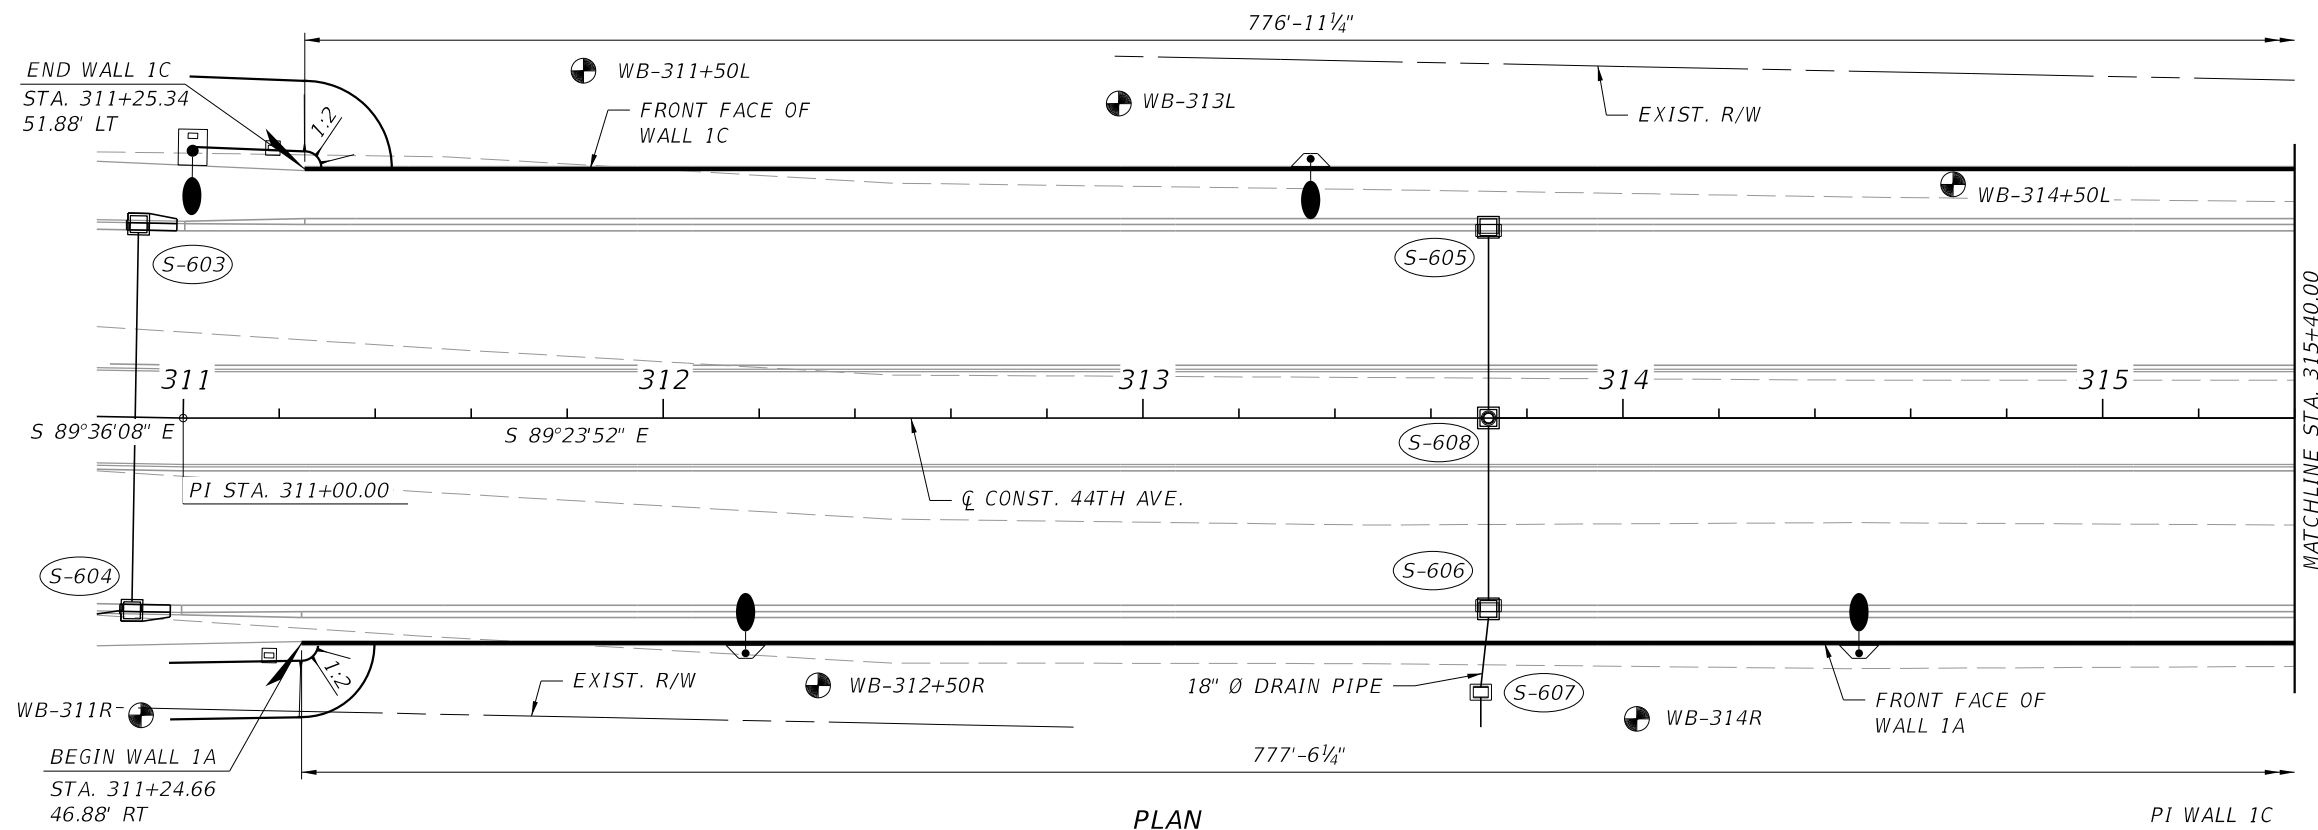 776'-11¼"
END WALL 1C
STA. 311+25.34
51.88' LT
1:2
WB-311+50L
FRONT FACE OF
WALL 1C
WB-313L
EXIST. R/W
WB-314+50L
S-603
S-605
311
312
313
314
315
S 89°36'08" E
S 89°23'52" E
S-608
PI STA. 311+00.00
℄ CONST. 44TH AVE.
MATCHLINE STA. 315+40.00
S-604
S-606
1:2
EXIST. R/W
WB-312+50R
18" Ø DRAIN PIPE
S-607
WB-311R
WB-314R
FRONT FACE OF
WALL 1A
BEGIN WALL 1A
STA. 311+24.66
46.88' RT
777'-6¼"
PLAN
PI WALL 1C